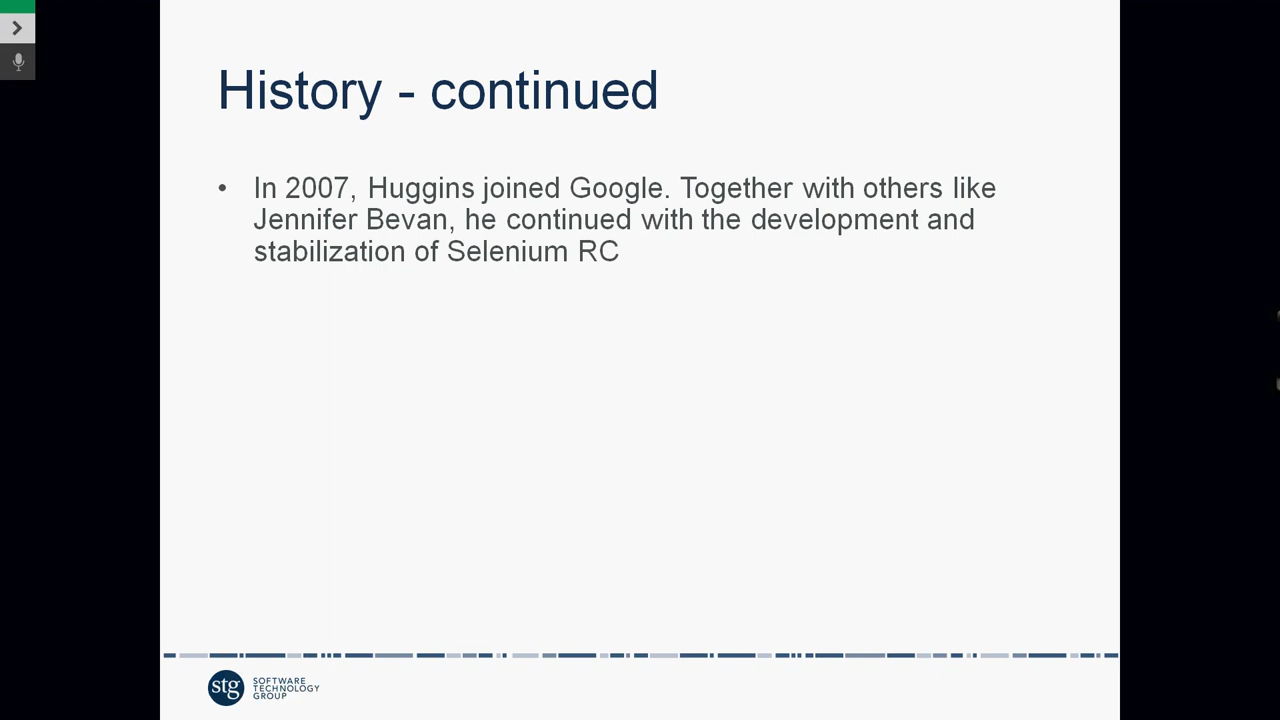 History - continued
• In 2007, Huggins joined Google. Together with others like
Jennifer Bevan, he continued with the development and
stabilization of Selenium RC
stg
SOFTWARE
TECHNOLOGY
GROUP